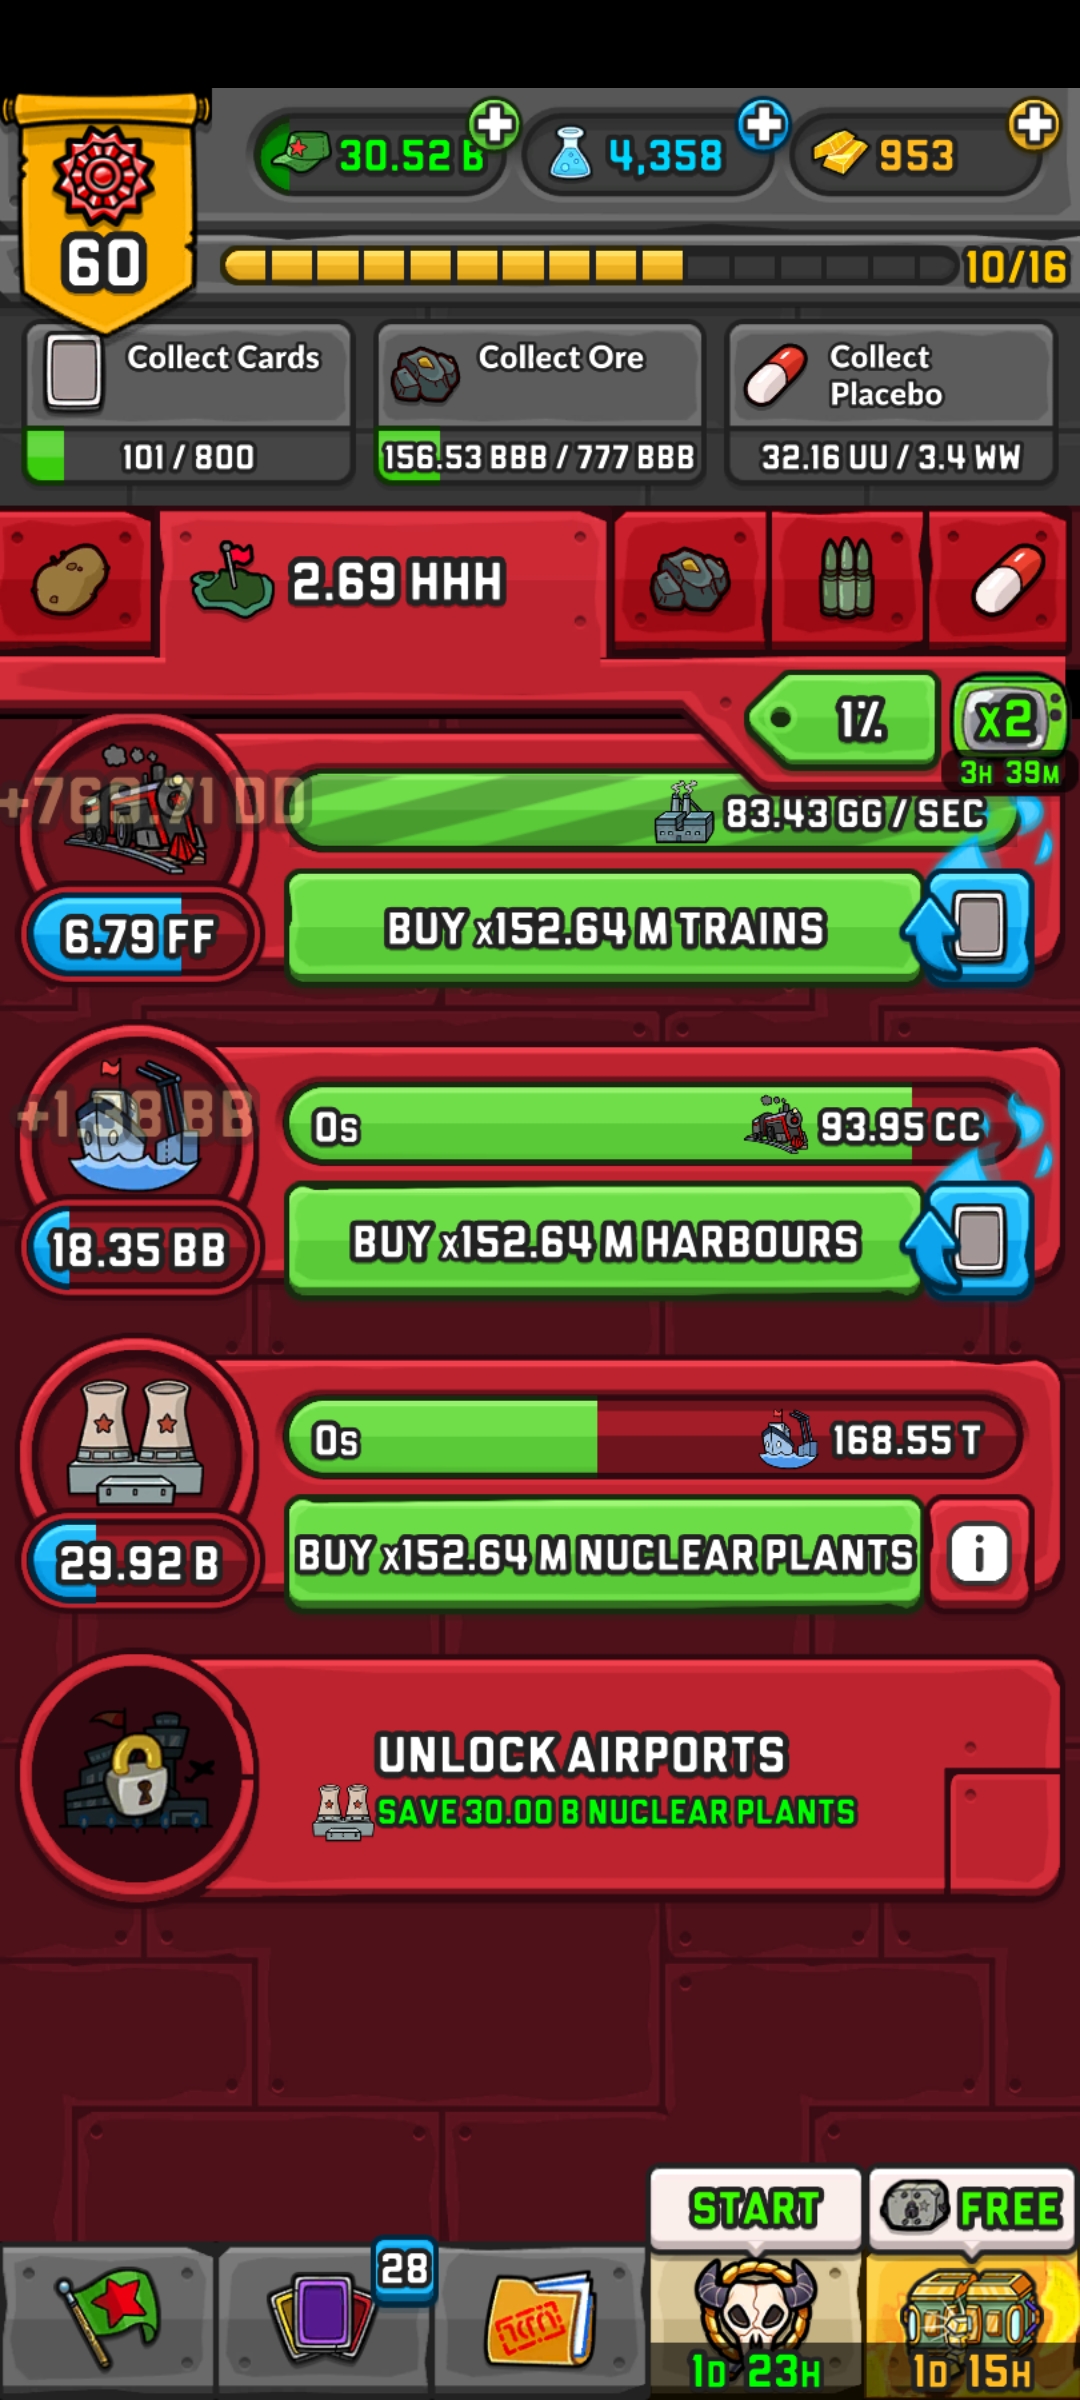 30.52 B
4,358
953
60
10/16
Collect Cards
101 / 800
Collect Ore
156.53 BBB / 777 BBB
Collect
Placebo
32.16 UU / 3.4 WW
2.69 HHH
1%
x2
3H 39M
+768.71 DD
83.43 GG / SEC
6.79 FF
BUY x152.64 M TRAINS
+1.38 BB
0s
93.95 CC
18.35 BB
BUY x152.64 M HARBOURS
0s
168.55 T
29.92 B
BUY x152.64 M NUCLEAR PLANTS
i
UNLOCK AIRPORTS
SAVE 30.00 B NUCLEAR PLANTS
START
FREE
28
1D 23H
1D 15H